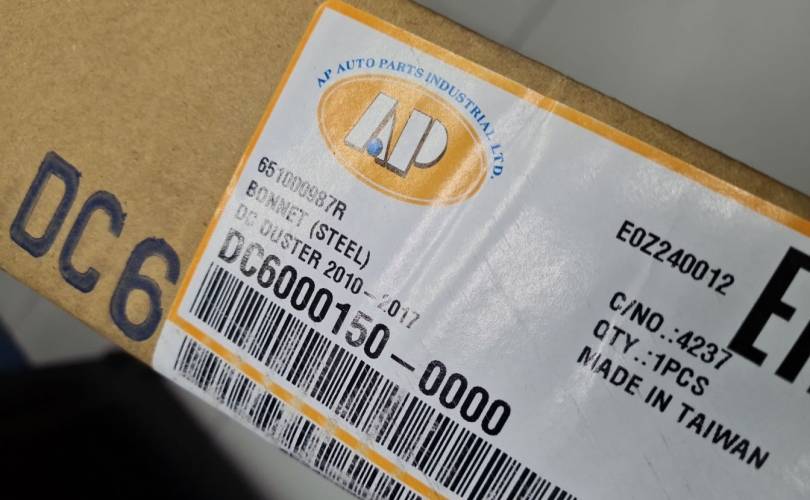 AP AUTO PARTS INDUSTRIAL LTD.
AP
651000987R
BONNET (STEEL)
DC DUSTER 2010-2017
DC6000150-0000
E0Z240012
C/NO.:4237
QTY.:1PCS
MADE IN TAIWAN
DC6